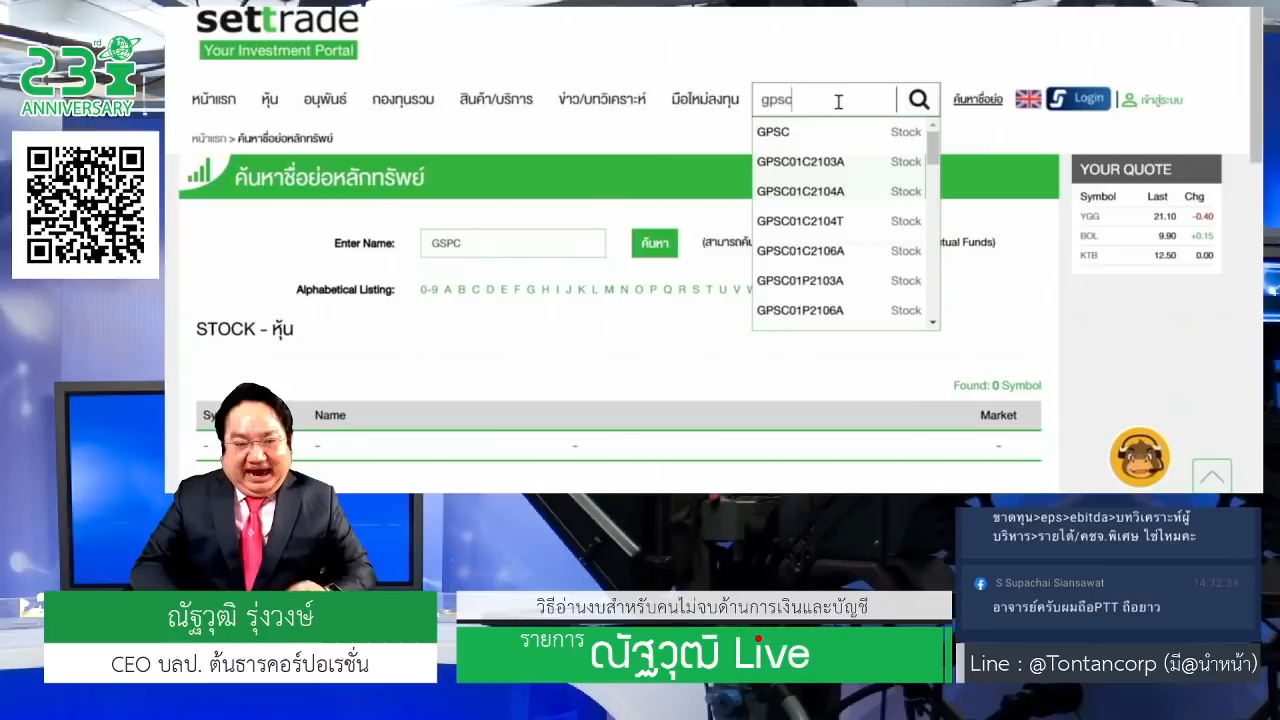 settrade
Your Investment Portal
23rd
ANNIVERSARY
หน้าแรก หุ้น อนุพันธ์ กองทุนรวม สินค้า/บริการ ข่าว/บทวิเคราะห์ มือใหม่ลงทุน
gpsc
ค้นหาชื่อย่อ
Login
เข้าสู่ระบบ
หน้าแรก > ค้นหาชื่อย่อหลักทรัพย์
GPSC Stock
GPSC01C2103A Stock
GPSC01C2104A Stock
GPSC01C2104T Stock
GPSC01C2106A Stock
GPSC01P2103A Stock
GPSC01P2106A Stock
ค้นหาชื่อย่อหลักทรัพย์
YOUR QUOTE
Symbol Last Chg
YGG 21.10 -0.40
BOL 9.90 +0.15
KTB 12.50 0.00
Enter Name: GSPC ค้นหา (สามารถค้น tual Funds)
Alphabetical Listing: 0-9 A B C D E F G H I J K L M N O P Q R S T U V
STOCK - หุ้น
Found: 0 Symbol
Sy Name Market
- - - -
ขาดทุน>eps>ebitda>บทวิเคราะห์ผู้
บริหาร>รายได้/คชจ.พิเศษ ใช่ไหมคะ
S Supachai Siansawat 14:32:38
อาจารย์ครับผมถือPTT ถือยาว
ณัฐวุฒิ รุ่งวงษ์
CEO บลป. ต้นธารคอร์ปอเรชั่น
วิธีอ่านงบสำหรับคนไม่จบด้านการเงินและบัญชี
รายการ ณัฐวุฒิ Live
Line : @Tontancorp (มี@นำหน้า)